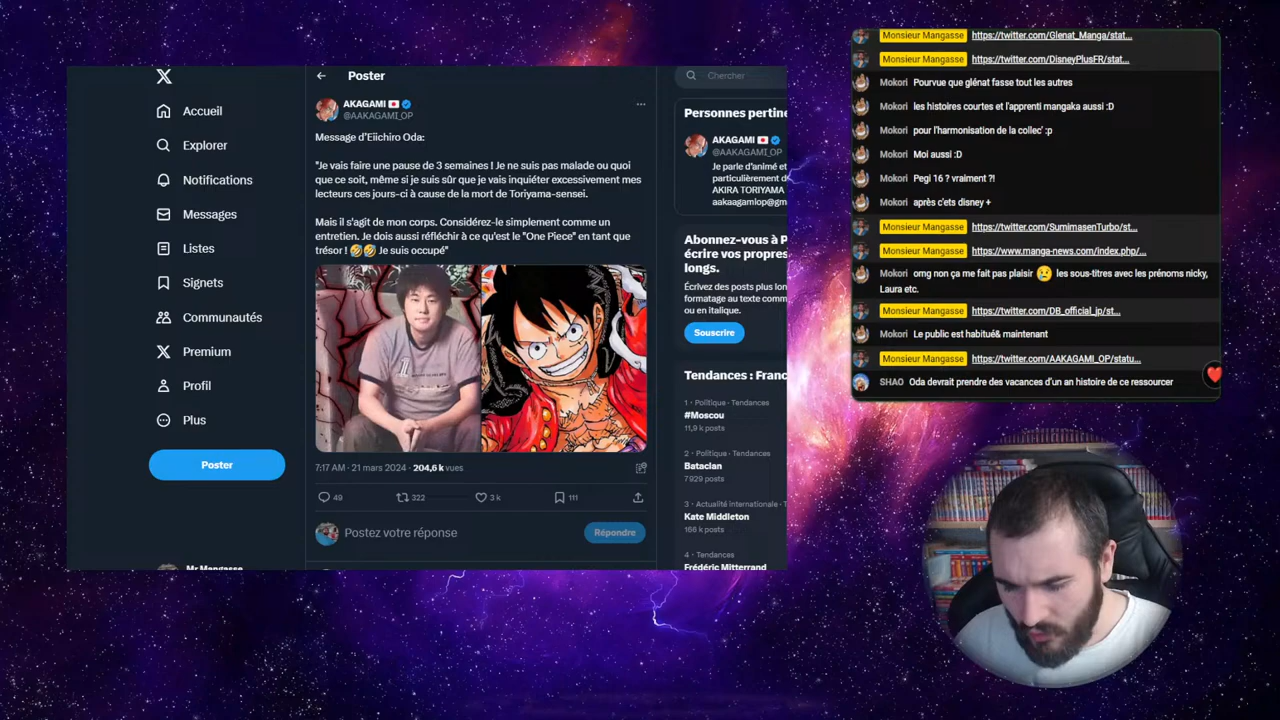 Accueil
Explorer
Notifications
Messages
Listes
Signets
Communautés
Premium
Profil
Plus
Poster
Mr Mangasse
Poster
AKAGAMI
@AAKAGAMI_OP
Message d'Eiichiro Oda:
"Je vais faire une pause de 3 semaines ! Je ne suis pas malade ou quoi
que ce soit, même si je suis sûr que je vais inquiéter excessivement mes
lecteurs ces jours-ci à cause de la mort de Toriyama-sensei.
Mais il s'agit de mon corps. Considérez-le simplement comme un
entretien. Je dois aussi réfléchir à ce qu'est le "One Piece" en tant que
trésor ! 🤣🤣 Je suis occupé"
7:17 AM · 21 mars 2024 · 204,6 k vues
49 322 3 k 111
Postez votre réponse
Répondre
Chercher
Personnes pertine
AKAGAMI
@AAKAGAMI_OP
Je parle d'animé et
particulièrement d'
AKIRA TORIYAMA
aakaagamiop@gm
Abonnez-vous à P
écrire vos propres
longs.
Écrivez des posts plus lon
formatage au texte comm
ou en italique.
Souscrire
Tendances : Franc
1 · Politique · Tendances
#Moscou
11,9 k posts
2 · Politique · Tendances
Bataclan
7 929 posts
3 · Actualité internationale · T
Kate Middleton
166 k posts
4 · Tendances
Frédéric Mitterrand
Monsieur Mangasse https://twitter.com/Glenat_Manga/stat...
Monsieur Mangasse https://twitter.com/DisneyPlusFR/stat...
Mokori Pourvue que glénat fasse tout les autres
Mokori les histoires courtes et l'apprenti mangaka aussi :D
Mokori pour l'harmonisation de la collec' :p
Mokori Moi aussi :D
Mokori Pegi 16 ? vraiment ?!
Mokori après c'ets disney +
Monsieur Mangasse https://twitter.com/SumimasenTurbo/st...
Monsieur Mangasse https://www.manga-news.com/index.php/...
Mokori omg non ça me fait pas plaisir 😢 les sous-titres avec les prénoms nicky,
Laura etc.
Monsieur Mangasse https://twitter.com/DB_official_jp/st...
Mokori Le public est habitué& maintenant
Monsieur Mangasse https://twitter.com/AAKAGAMI_OP/statu...
SHAO Oda devrait prendre des vacances d'un an histoire de ce ressourcer